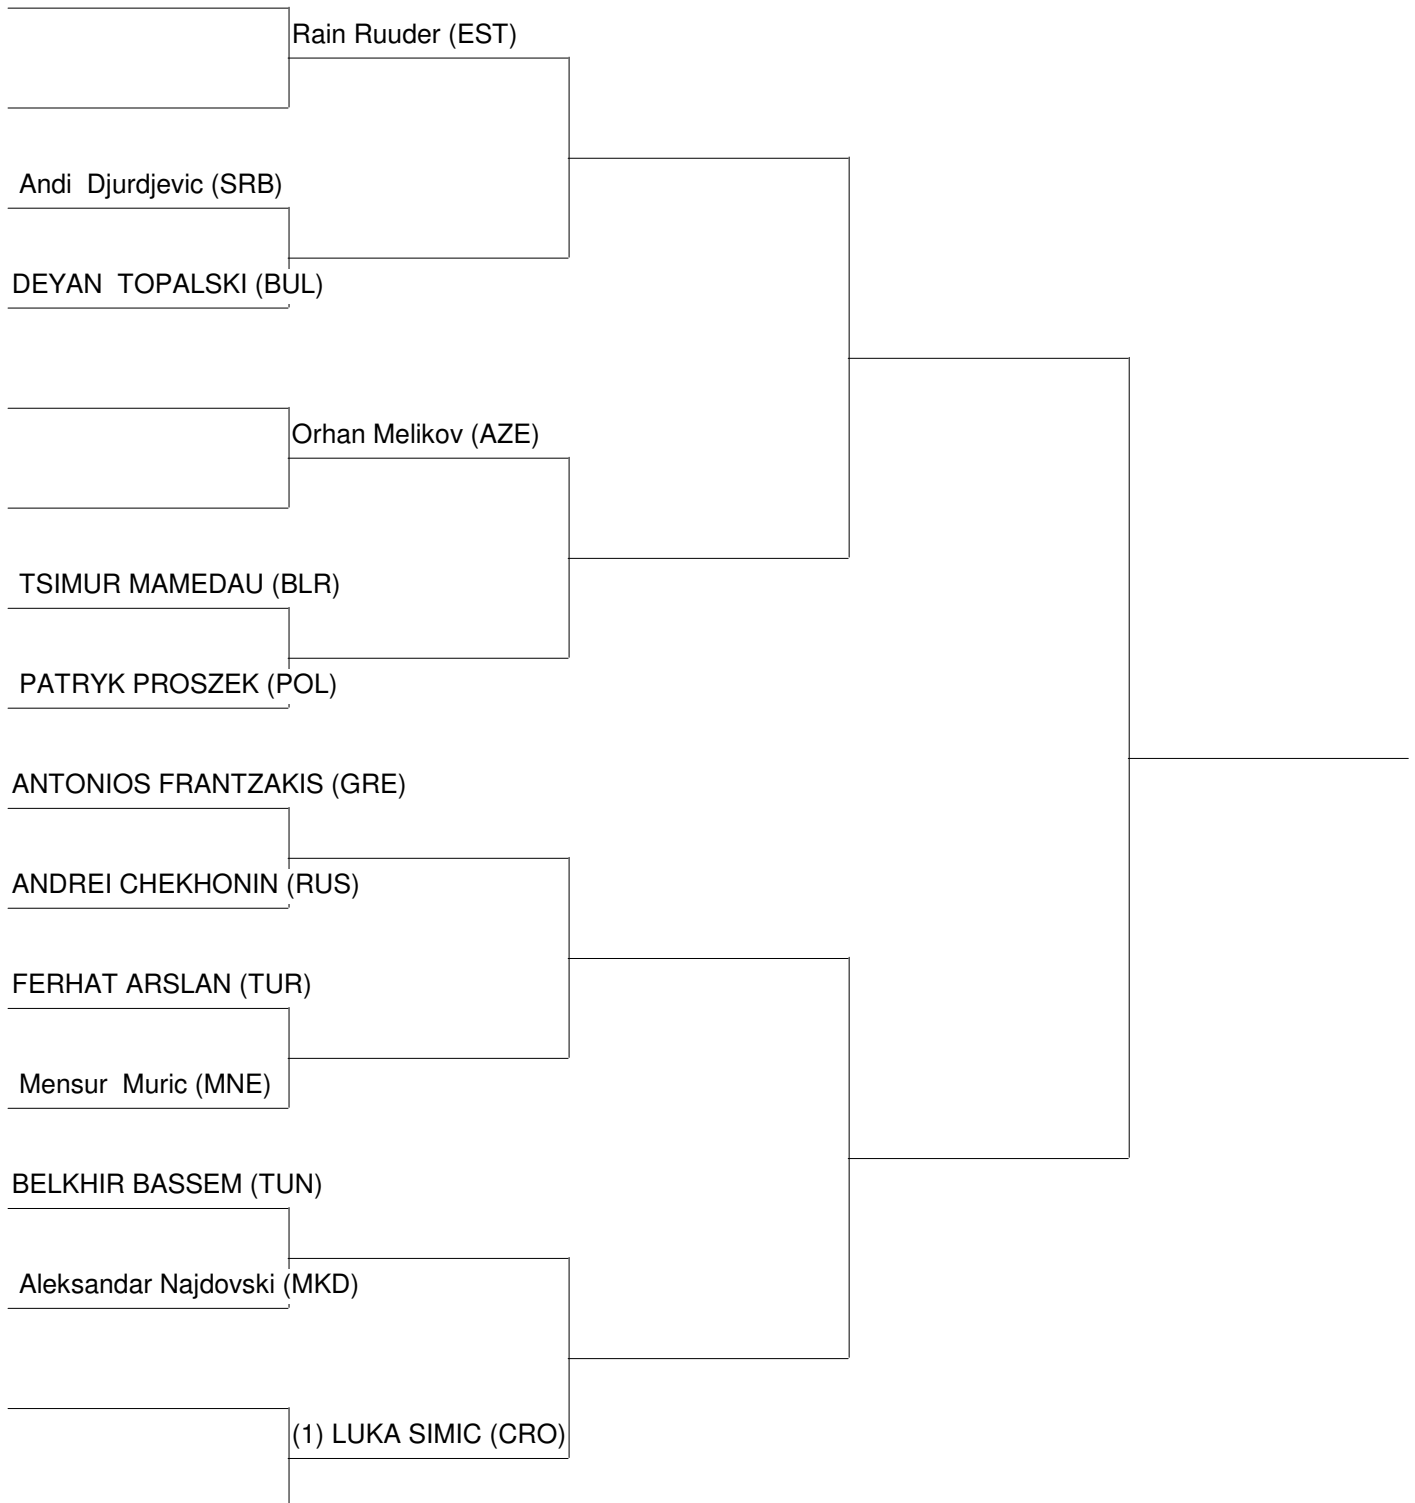 Rain Ruuder (EST)
Andi  Djurdjevic (SRB)
DEYAN  TOPALSKI (BUL)
Orhan Melikov (AZE)
TSIMUR MAMEDAU (BLR)
PATRYK PROSZEK (POL)
ANTONIOS FRANTZAKIS (GRE)
ANDREI CHEKHONIN (RUS)
FERHAT ARSLAN (TUR)
Mensur  Muric (MNE)
BELKHIR BASSEM (TUN)
Aleksandar Najdovski (MKD)
(1) LUKA SIMIC (CRO)